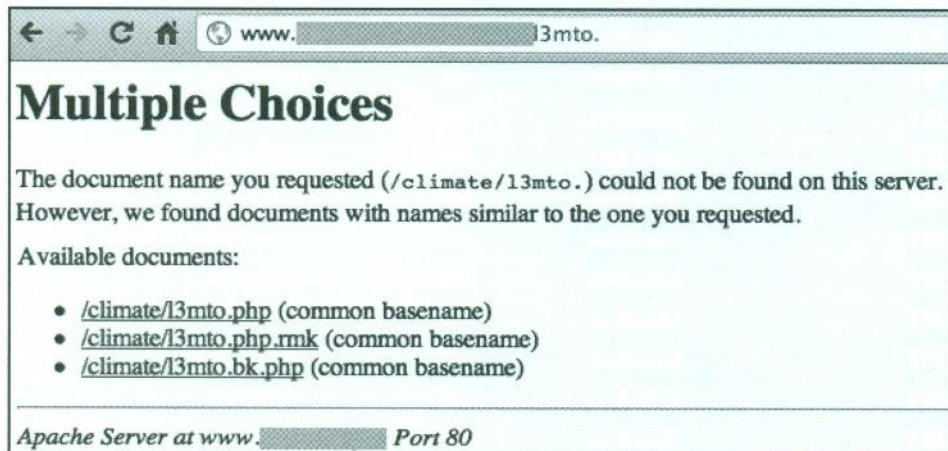 www. l3mto.
Multiple Choices
The document name you requested (/climate/l3mto.) could not be found on this server.
However, we found documents with names similar to the one you requested.
Available documents:
• /climate/l3mto.php (common basename)
• /climate/l3mto.php.rmk (common basename)
• /climate/l3mto.bk.php (common basename)
Apache Server at www. Port 80